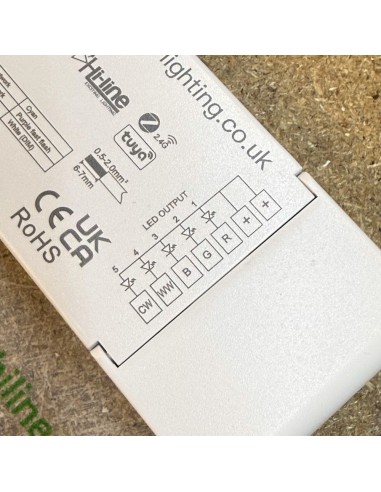 Hi-line
lighting.co.uk
Cyan
Purple fast flash
White (DIM)
2.4G
tuya
0.5-2.0mm²
6-7mm
CE
UK
CA
RoHS
LED OUTPUT
5 4 3 2 1
CW WW B G R + +
hiline